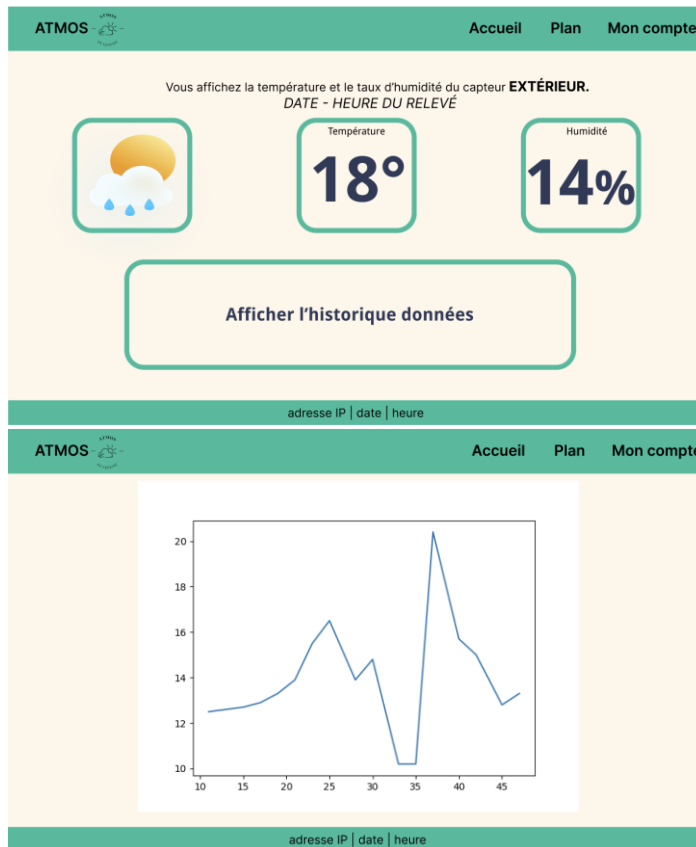 ATMOS
ATMOS
Accueil Plan Mon compte
Vous affichez la température et le taux d'humidité du capteur EXTÉRIEUR.
DATE - HEURE DU RELEVÉ
Température
18°
Humidité
14%
Afficher l'historique données
adresse IP | date | heure
ATMOS
ATMOS
Accueil Plan Mon compte
20
18
16
14
12
10
10 15 20 25 30 35 40 45
adresse IP | date | heure